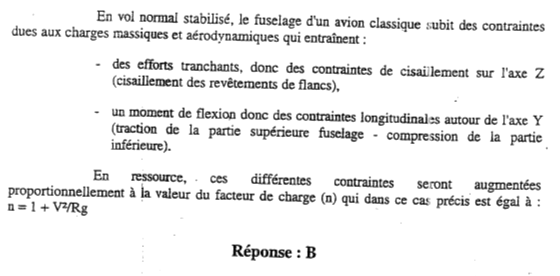 En vol normal stabilisé, le fuselage d'un avion classique subit des contraintes
dues aux charges massiques et aérodynamiques qui entraînent :
- des efforts tranchants, donc des contraintes de cisaillement sur l'axe Z
(cisaillement des revêtements de flancs),
- un moment de flexion donc des contraintes longitudinales autour de l'axe Y
(traction de la partie supérieure fuselage - compression de la partie
inférieure).
En ressource, ces différentes contraintes seront augmentées
proportionnellement à la valeur du facteur de charge (n) qui dans ce cas précis est égal à :
n = 1 + V²/Rg
Réponse : B